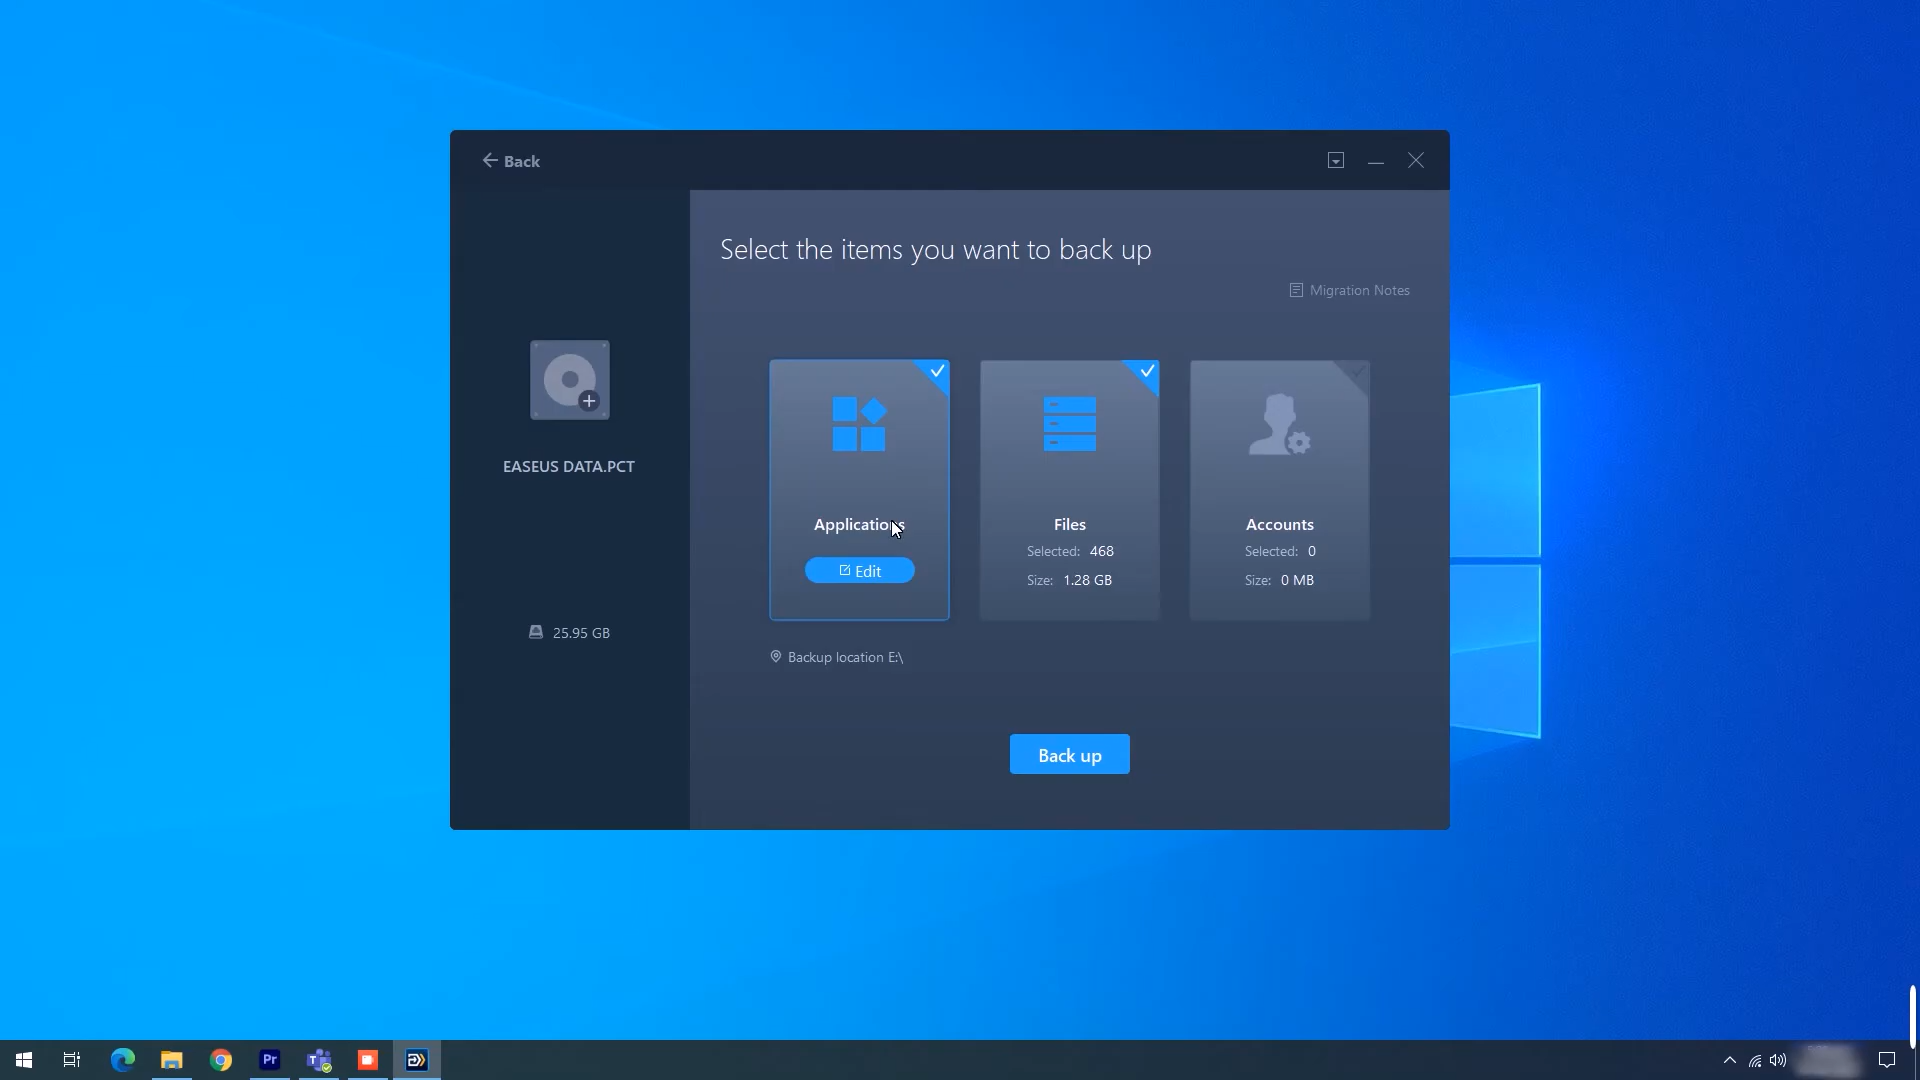 Back
Select the items you want to back up
Migration Notes
EASEUS DATA.PCT
25.95 GB
Applications
Edit
Files
Selected: 468
Size: 1.28 GB
Accounts
Selected: 0
Size: 0 MB
Backup location E:\
Back up
Pr
T